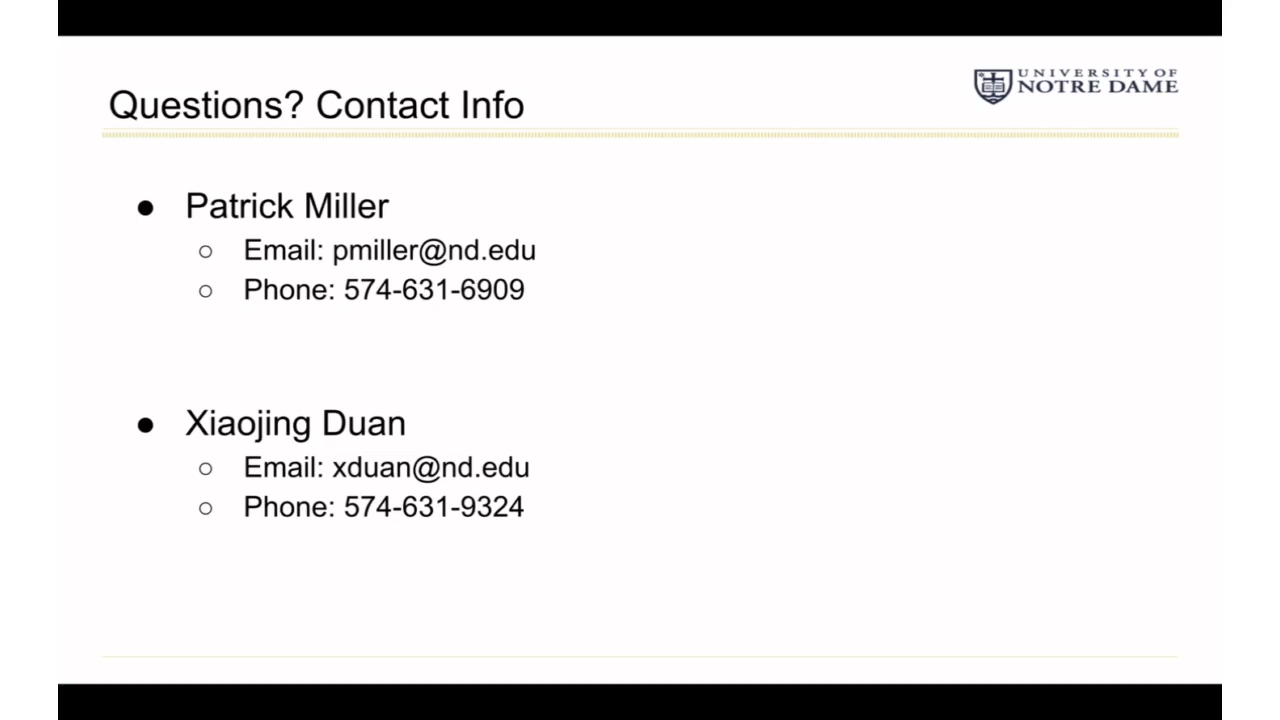 UNIVERSITY OF
NOTRE DAME
Questions? Contact Info
● Patrick Miller
○ Email: pmiller@nd.edu
○ Phone: 574-631-6909
● Xiaojing Duan
○ Email: xduan@nd.edu
○ Phone: 574-631-9324